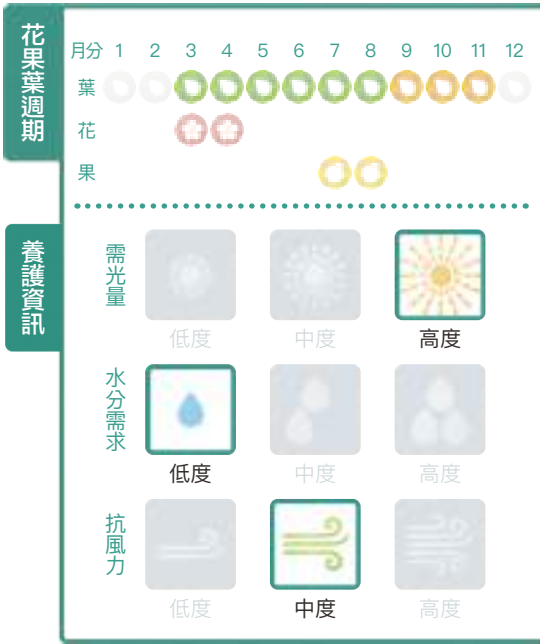 花果葉週期
月分 1 2 3 4 5 6 7 8 9 10 11 12
葉
花
果
養護資訊
需光量
低度 中度 高度
水分需求
低度 中度 高度
抗風力
低度 中度 高度